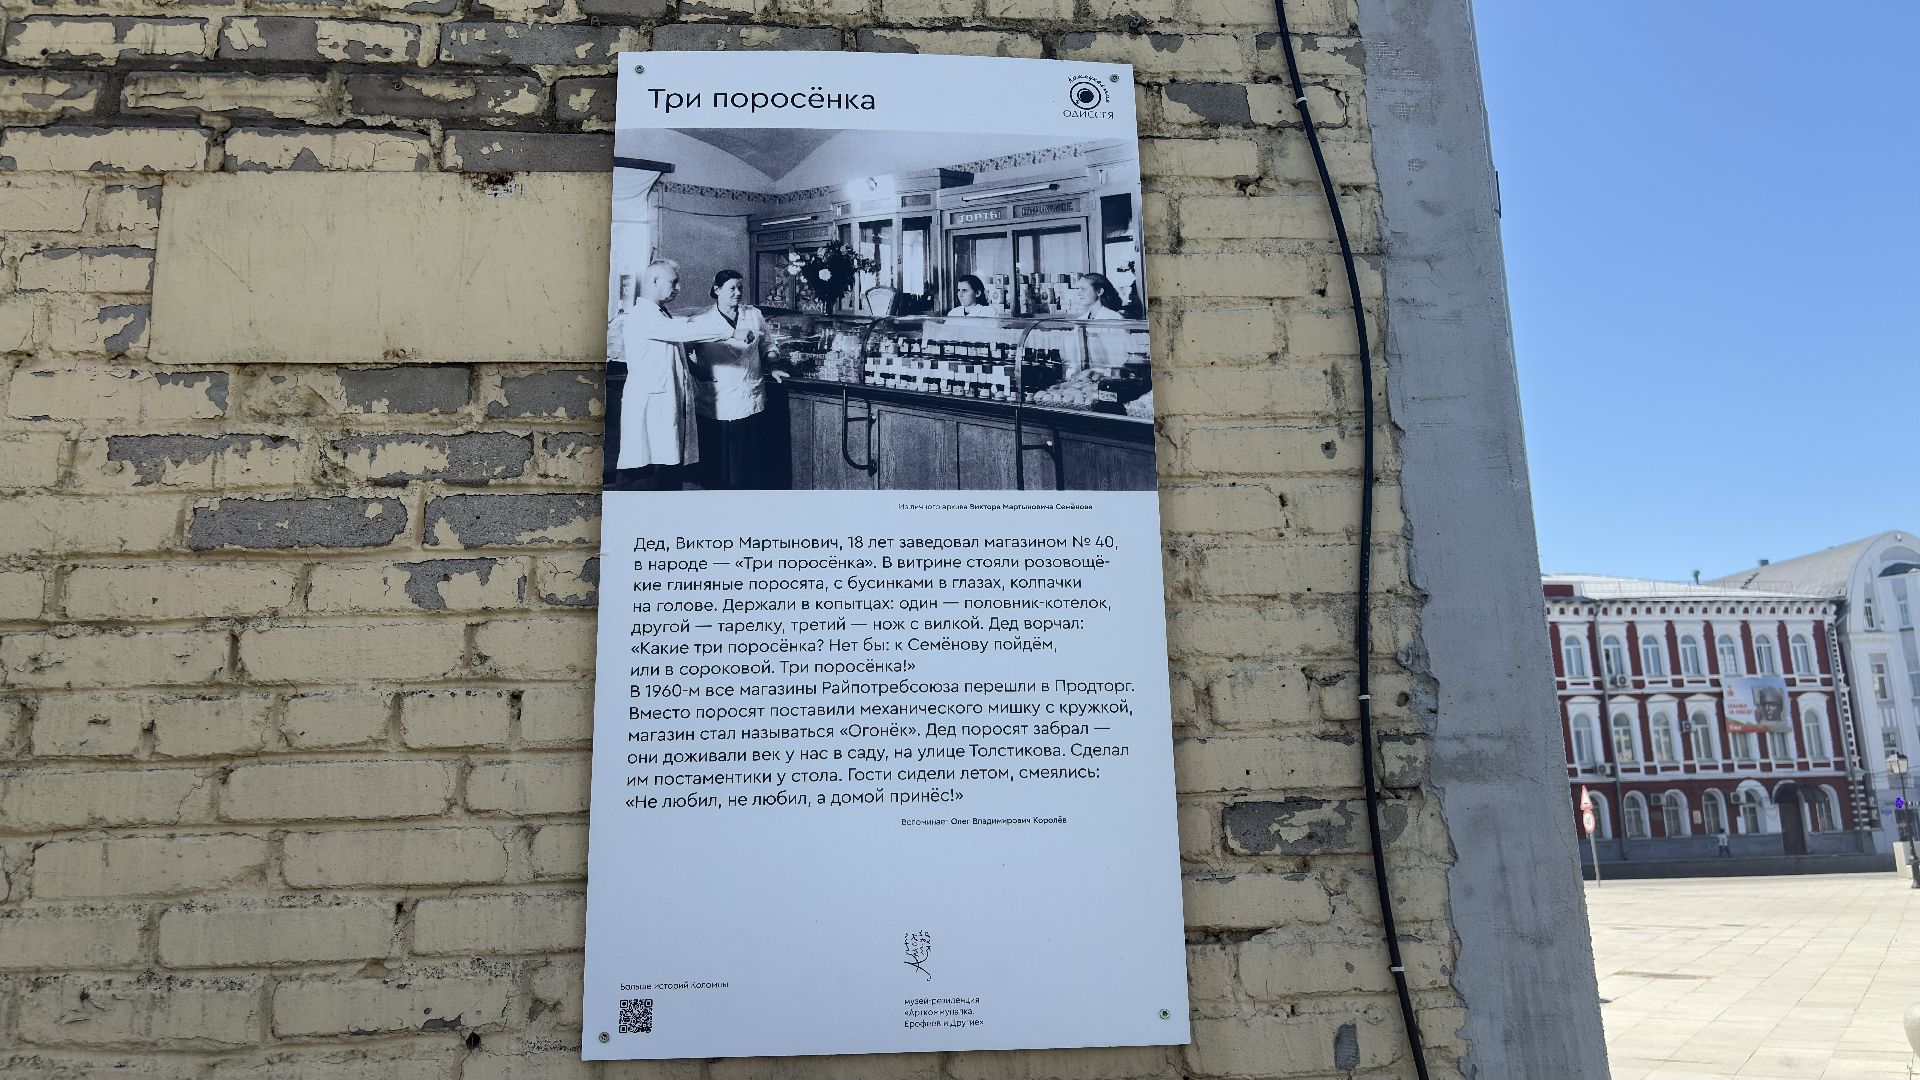 Три поросёнка
ОДИССЕЯ
ТОРТЫ
Из личного архива Виктора Мартыновича Семёнова
Дед, Виктор Мартынович, 18 лет заведовал магазином № 40,
в народе — «Три поросёнка». В витрине стояли розовощё-
кие глиняные поросята, с бусинками в глазах, колпачки
на голове. Держали в копытцах: один — половник-котелок,
другой — тарелку, третий — нож с вилкой. Дед ворчал:
«Какие три поросёнка? Нет бы: к Семёнову пойдём,
или в сороковой. Три поросёнка!»
В 1960-м все магазины Райпотребсоюза перешли в Продторг.
Вместо поросят поставили механического мишку с кружкой,
магазин стал называться «Огонёк». Дед поросят забрал —
они доживали век у нас в саду, на улице Толстикова. Сделал
им постаментики у стола. Гости сидели летом, смеялись:
«Не любил, не любил, а домой принёс!»
Вспоминает Олег Владимирович Королёв
Больше историй Коломны
музей-резиденция
«Арткоммуналка.
Ерофеев и Другие»